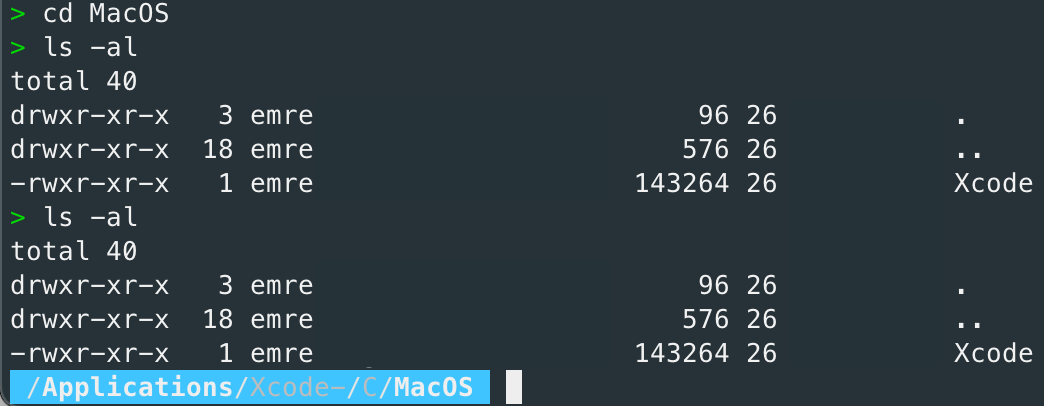 > cd MacOS
> ls -al
total 40
drwxr-xr-x 3 emre 96 26 .
drwxr-xr-x 18 emre 576 26 ..
-rwxr-xr-x 1 emre 143264 26 Xcode
> ls -al
total 40
drwxr-xr-x 3 emre 96 26 .
drwxr-xr-x 18 emre 576 26 ..
-rwxr-xr-x 1 emre 143264 26 Xcode
/Applications/Xcode-/C/MacOS